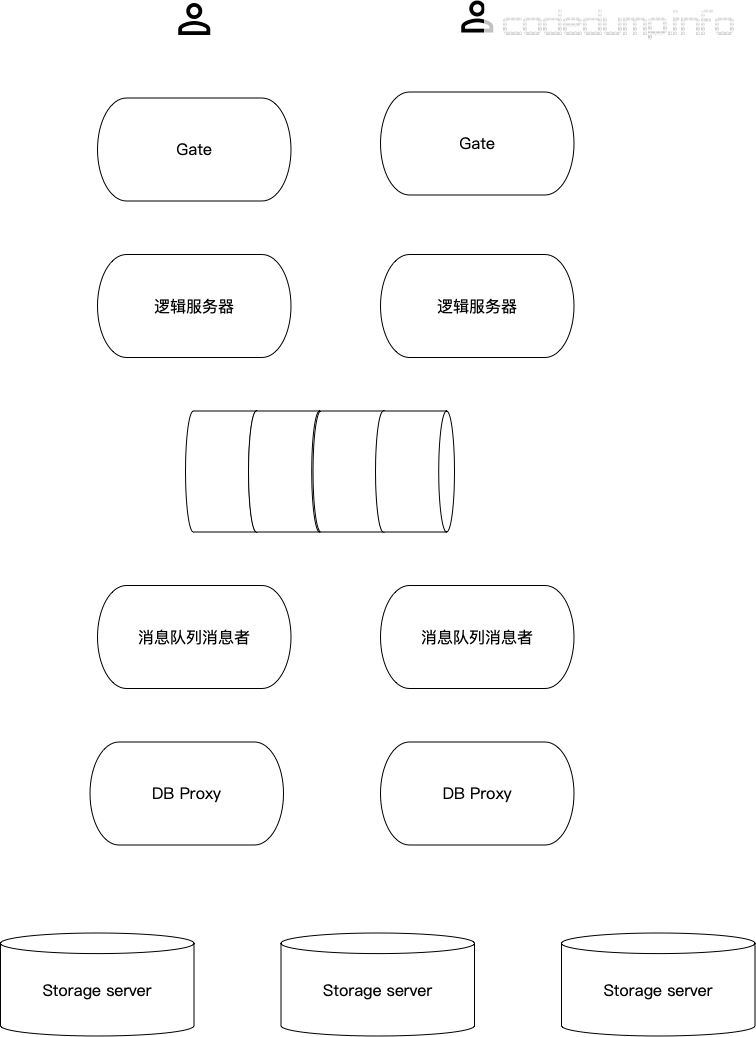 codedump.info
Gate
Gate
逻辑服务器
逻辑服务器
消息队列消息者
消息队列消息者
DB Proxy
DB Proxy
Storage server
Storage server
Storage server